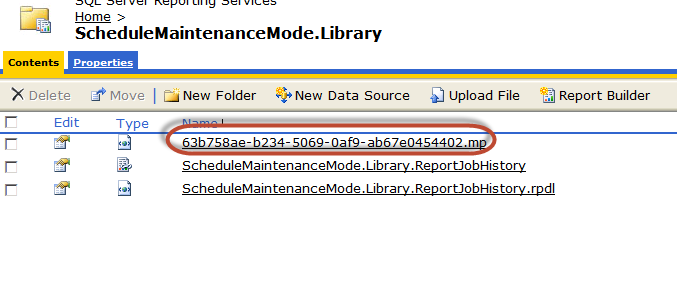 SQL Server Reporting Services
Home >
ScheduleMaintenanceMode.Library
Contents Properties
Delete Move | New Folder New Data Source Upload File Report Builder
Edit Type Name
63b758ae-b234-5069-0af9-ab67e0454402.mp
ScheduleMaintenanceMode.Library.ReportJobHistory
ScheduleMaintenanceMode.Library.ReportJobHistory.rpdl